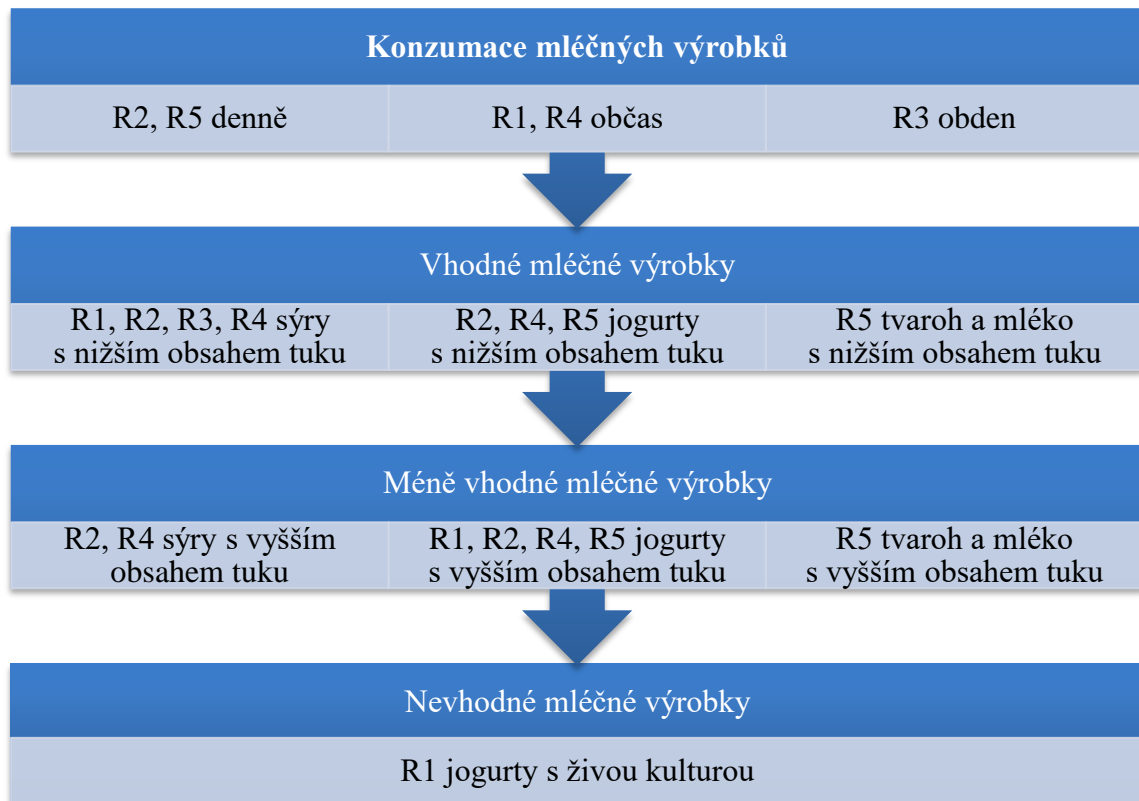 Konzumace mléčných výrobků
R2, R5 denně
R1, R4 občas
R3 obden
Vhodné mléčné výrobky
R1, R2, R3, R4 sýry
s nižším obsahem tuku
R2, R4, R5 jogurty
s nižším obsahem tuku
R5 tvaroh a mléko
s nižším obsahem tuku
Méně vhodné mléčné výrobky
R2, R4 sýry s vyšším
obsahem tuku
R1, R2, R4, R5 jogurty
s vyšším obsahem tuku
R5 tvaroh a mléko
s vyšším obsahem tuku
Nevhodné mléčné výrobky
R1 jogurty s živou kulturou